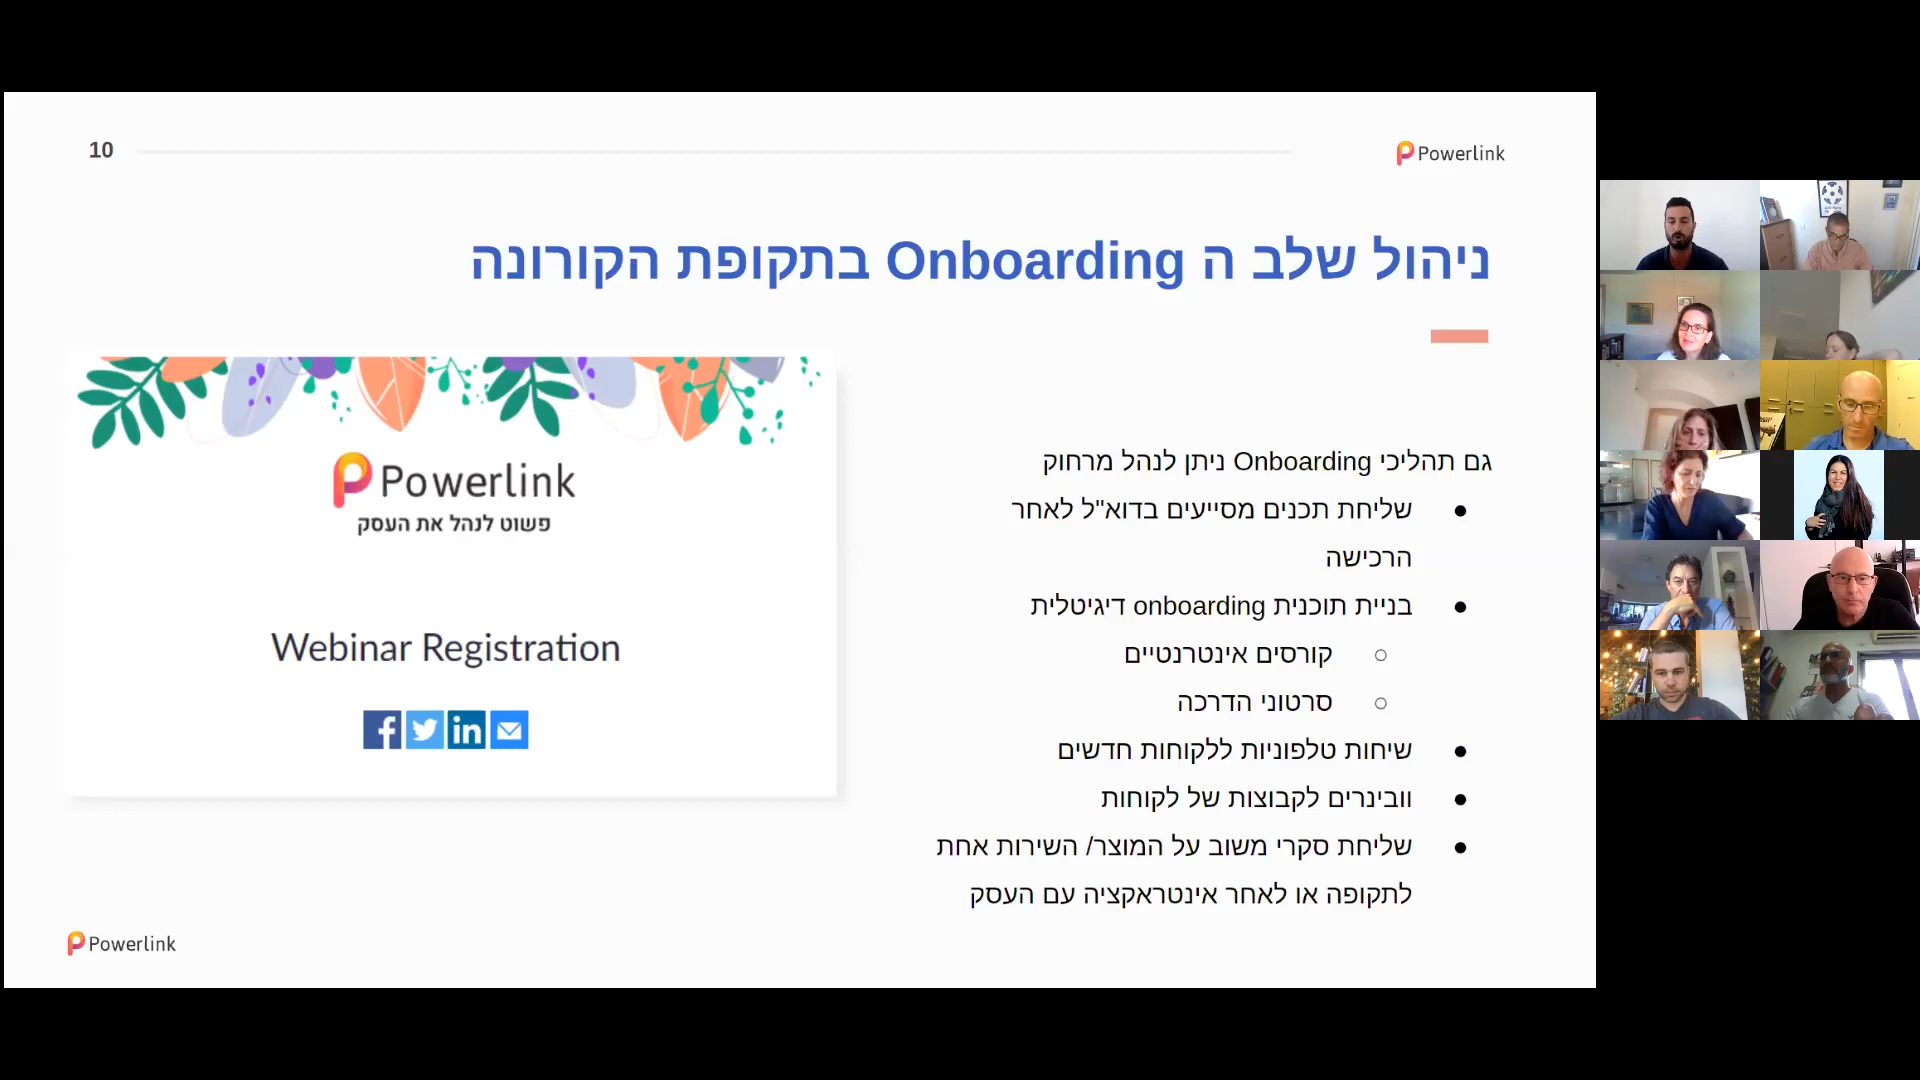 10
Powerlink
ניהול שלב ה Onboarding בתקופת הקורונה
Powerlink
פשוט לנהל את העסק
Webinar Registration
גם תהליכי Onboarding ניתן לנהל מרחוק
● שליחת תכנים מסייעים בדוא"ל לאחר
הרכישה
● בניית תוכנית onboarding דיגיטלית
○ קורסים אינטרנטיים
○ סרטוני הדרכה
● שיחות טלפוניות ללקוחות חדשים
● וובינרים לקבוצות של לקוחות
● שליחת סקרי משוב על המוצר/ השירות אחת
לתקופה או לאחר אינטראקציה עם העסק
Powerlink